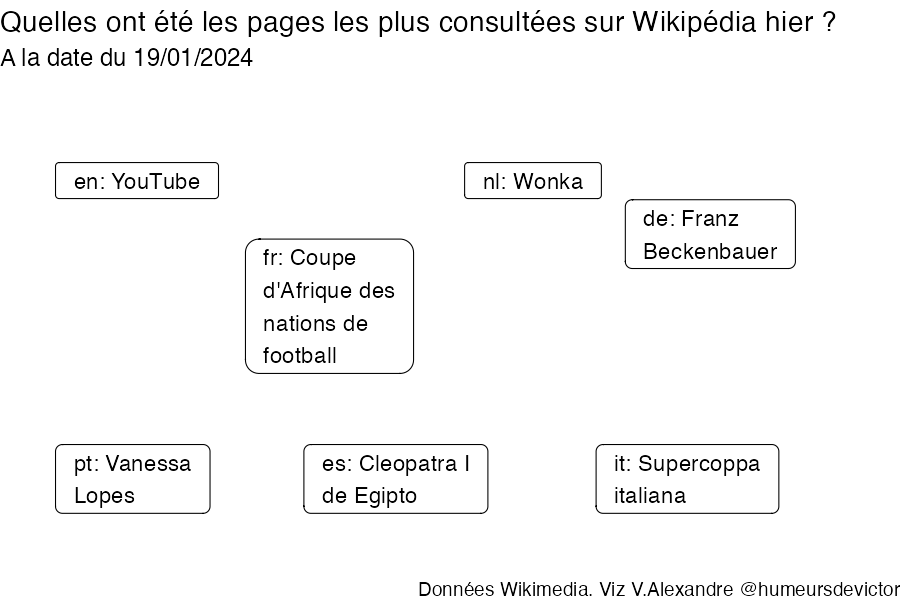 Quelles ont été les pages les plus consultées sur Wikipédia hier ?
A la date du 19/01/2024
en: YouTube
nl: Wonka
de: Franz
Beckenbauer
fr: Coupe
d'Afrique des
nations de
football
pt: Vanessa
Lopes
es: Cleopatra I
de Egipto
it: Supercoppa
italiana
Données Wikimedia. Viz V.Alexandre @humeursdevictor